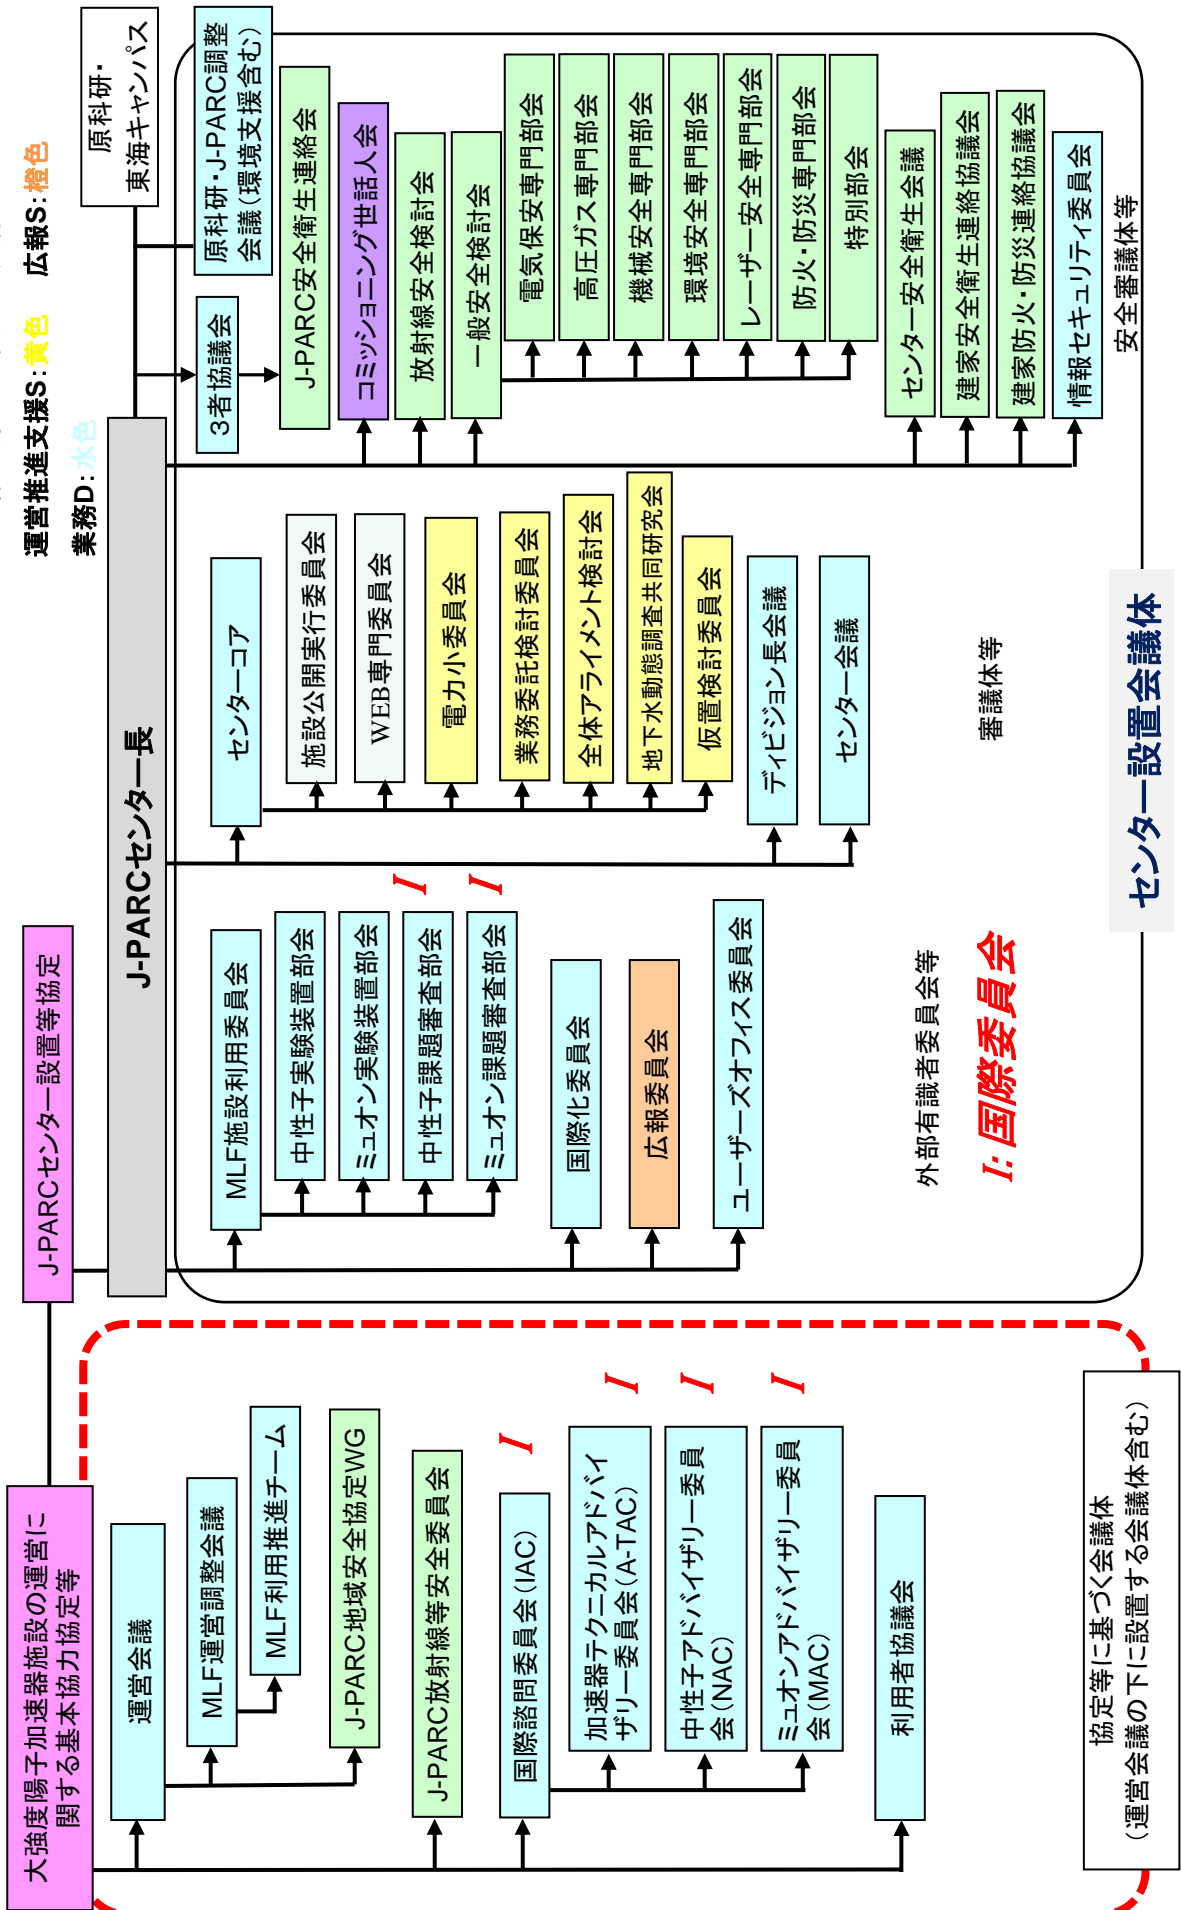 運営推進支援S:黄色　広報S:橙色
業務D:水色
大強度陽子加速器施設の運営に
関する基本協力協定等
運営会議
MLF運営調整会議
MLF利用推進チーム
J-PARC地域安全協定WG
J-PARC放射線等安全委員会
国際諮問委員会(IAC)
I
加速器テクニカルアドバイ
ザリー委員会(A-TAC)
I
中性子アドバイザリー委員
会(NAC)
I
ミュオンアドバイザリー委員
会(MAC)
I
利用者協議会
協定等に基づく会議体
(運営会議の下に設置する会議体含む)
J-PARCセンター設置等協定
J-PARCセンター長
MLF施設利用委員会
中性子実験装置部会
ミュオン実験装置部会
中性子課題審査部会
I
ミュオン課題審査部会
I
国際化委員会
広報委員会
ユーザーズオフィス委員会
外部有識者委員会等
I: 国際委員会
センターコア
施設公開実行委員会
WEB専門委員会
電力小委員会
業務委託検討委員会
全体アライメント検討会
地下水動態調査共同研究会
仮置検討委員会
ディビジョン長会議
センター会議
審議体等
原科研・
東海キャンパス
原科研・J-PARC調整
会議(環境支援含む)
3者協議会
J-PARC安全衛生連絡会
コミッショニング世話人会
放射線安全検討会
一般安全検討会
電気保安専門部会
高圧ガス専門部会
機械安全専門部会
環境安全専門部会
レーザー安全専門部会
防火・防災専門部会
特別部会
センター安全衛生会議
建家安全衛生連絡協議会
建家防火・防災連絡協議会
情報セキュリティ委員会
安全審議体等
センター設置会議体